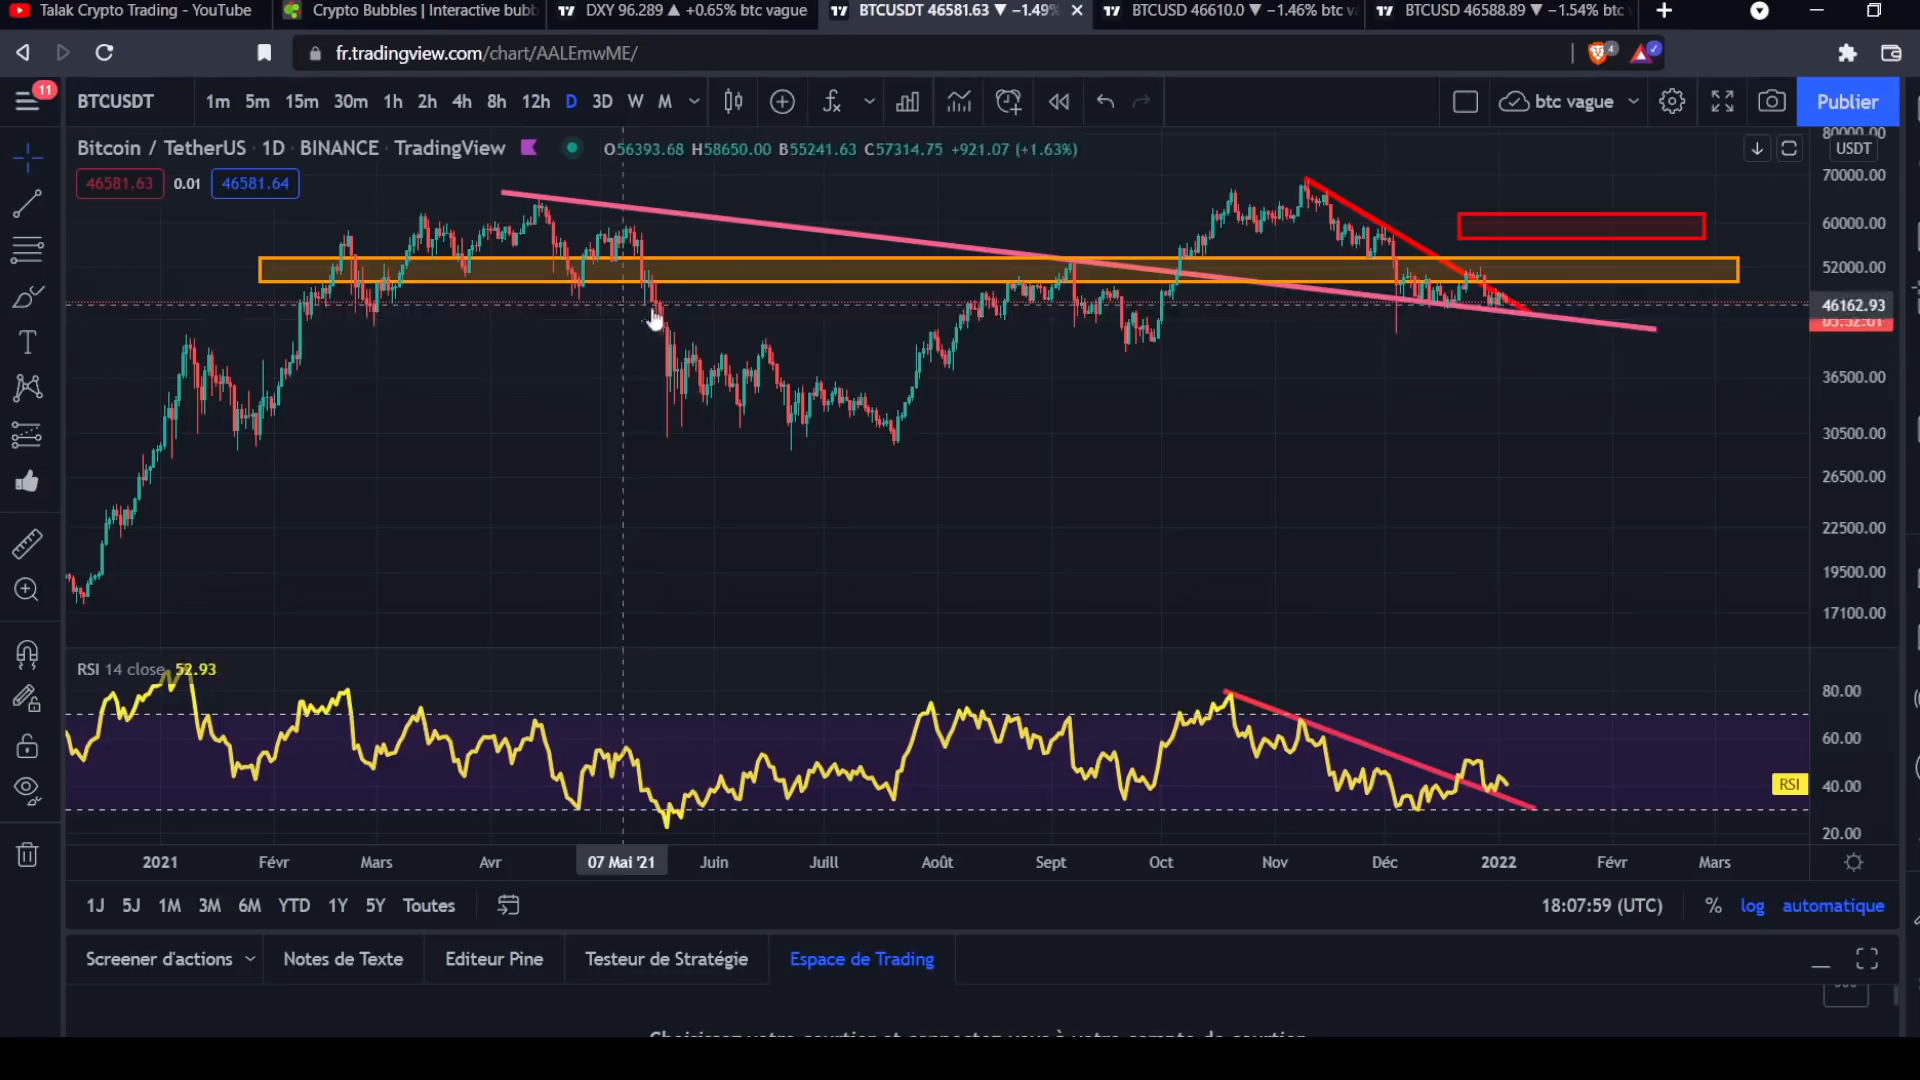 Talak Crypto Trading - YouTube
Crypto Bubbles | Interactive bubb
DXY 96.289 ▲ +0.65% btc vague
BTCUSDT 46581.63 ▼ −1.49%
BTCUSD 46610.0 ▼ −1.46% btc v
BTCUSD 46588.89 ▼ −1.54% btc
fr.tradingview.com/chart/AALEmwME/
4
11
BTCUSDT
1m 5m 15m 30m 1h 2h 4h 8h 12h D 3D W M
btc vague
Publier
Bitcoin / TetherUS · 1D · BINANCE · TradingView
O56393.68 H58650.00 B55241.63 C57314.75 +921.07 (+1.63%)
46581.63 0.01 46581.64
80000.00
USDT
70000.00
60000.00
52000.00
46162.93
36500.00
30500.00
26500.00
22500.00
19500.00
17100.00
RSI 14 close 52.93
80.00
60.00
RSI
40.00
20.00
2021 Févr Mars Avr 07 Mai '21 Juin Juill Août Sept Oct Nov Déc 2022 Févr Mars
1J 5J 1M 3M 6M YTD 1Y 5Y Toutes
18:07:59 (UTC) % log automatique
Screener d'actions Notes de Texte Editeur Pine Testeur de Stratégie Espace de Trading